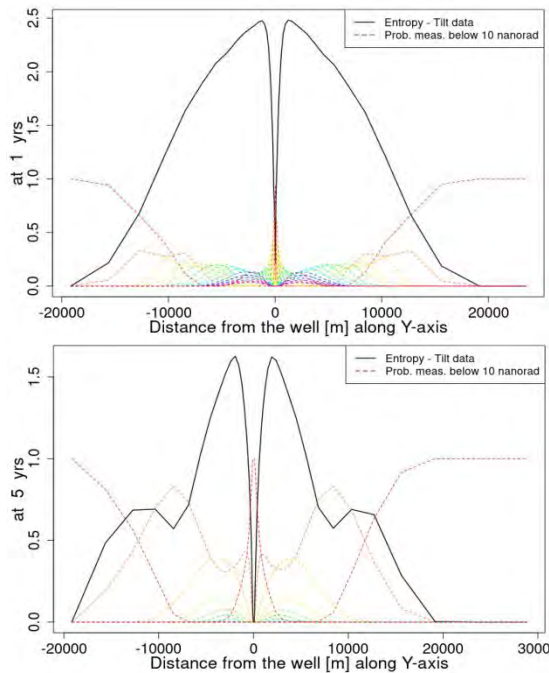 at 1 yrs
0.0 0.5 1.0 1.5 2.0 2.5
Entropy - Tilt data
Prob. meas. below 10 nanorad
-20000 -10000 0 10000 20000
Distance from the well [m] along Y-axis
at 5 yrs
0.0 0.5 1.0 1.5
Entropy - Tilt data
Prob. meas. below 10 nanorad
-20000 -10000 0 10000 20000 3000
Distance from the well [m] along Y-axis